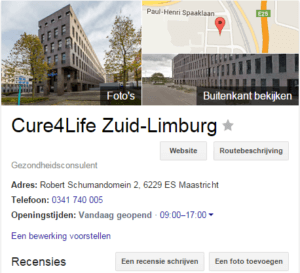 Paul-Henri Spaaklaan
E25
Foto's
Buitenkant bekijken
Cure4Life Zuid-Limburg
Website
Routebeschrijving
Gezondheidsconsulent
Adres: Robert Schumandomein 2, 6229 ES Maastricht
Telefoon: 0341 740 005
Openingstijden: Vandaag geopend · 09:00–17:00
Een bewerking voorstellen
Recensies
Een recensie schrijven
Een foto toevoegen